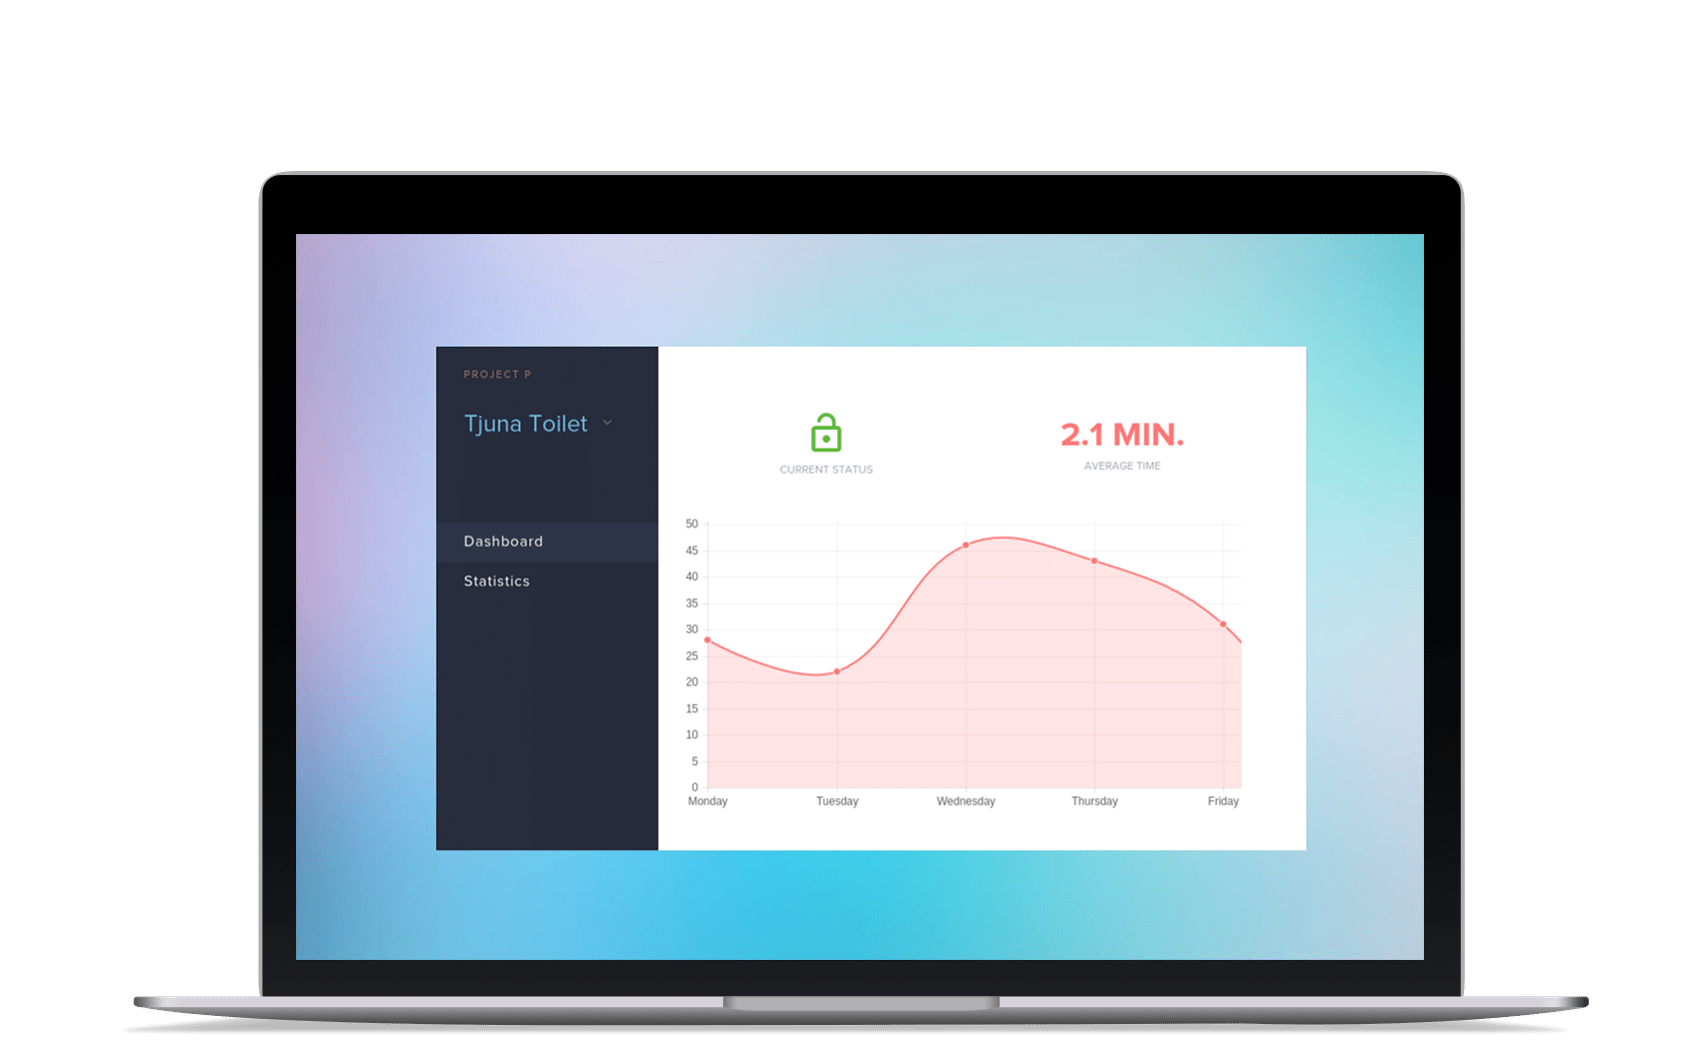 PROJECT P
Tjuna Toilet
Dashboard
Statistics
CURRENT STATUS
2.1 MIN.
AVERAGE TIME
50
45
40
35
30
25
20
15
10
5
0
Monday Tuesday Wednesday Thursday Friday